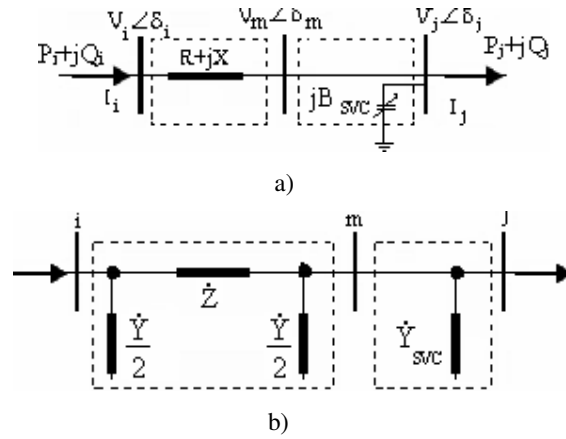 V_i∠δ_i V_m∠δ_m V_j∠δ_j
P_i+jQ_i R+jX P_j+jQ_j
I_i jB_SVC I_j
a)
i m J
Ż
Ẏ/2 Ẏ/2 Ẏ_SVC
b)